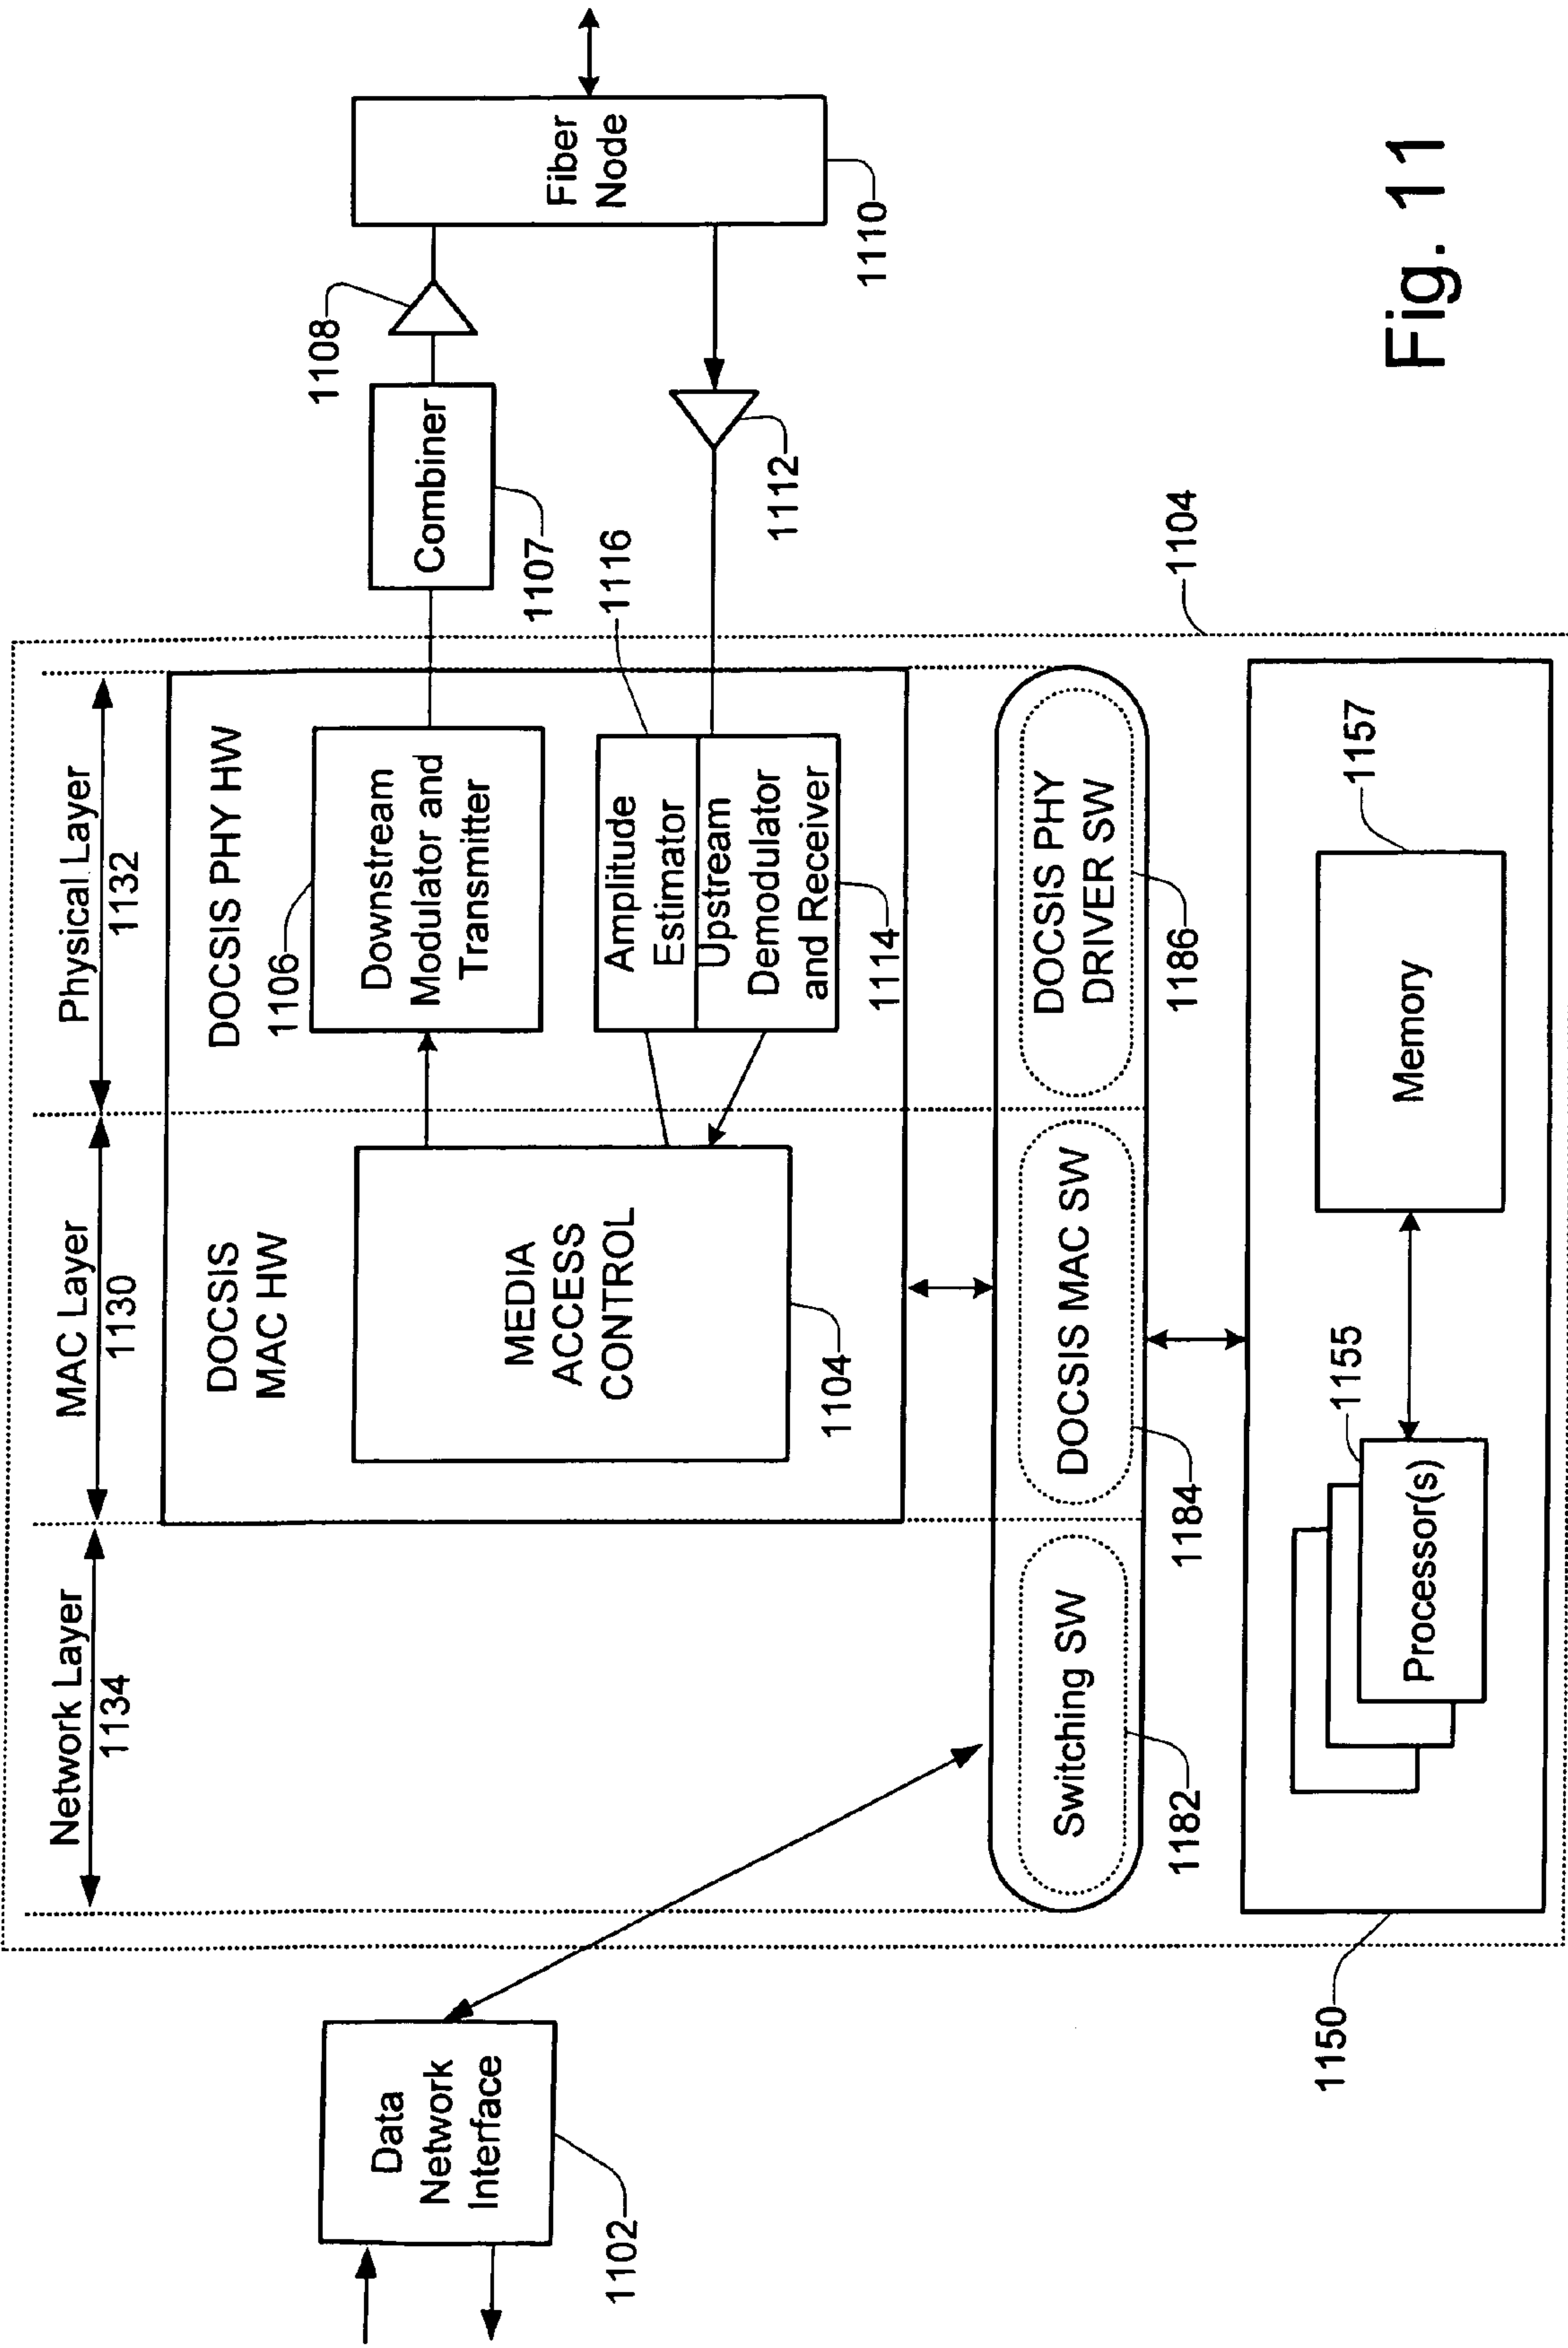 Network Layer
1134
MAC Layer
1130
Physical Layer
1132
DOCSIS
MAC HW
DOCSIS PHY HW
MEDIA
ACCESS
CONTROL
1104
1106
Downstream
Modulator and
Transmitter
Amplitude
Estimator
1116
Upstream
Demodulator
and Receiver
1114
Combiner
1107
1108
1112
Fiber
Node
1110
Data
Network
Interface
1102
Switching SW
1182
DOCSIS MAC SW
1184
DOCSIS PHY
DRIVER SW
1186
1104
Processor(s)
1155
Memory
1157
1150
Fig. 11